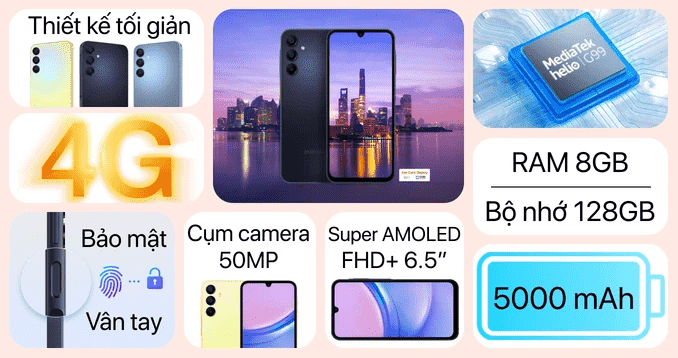 Thiết kế tối giản
4G
Bảo mật
Vân tay
Cụm camera
50MP
Super AMOLED
FHD+ 6.5"
MediaTek
helio G99
RAM 8GB
Bộ nhớ 128GB
5000 mAh